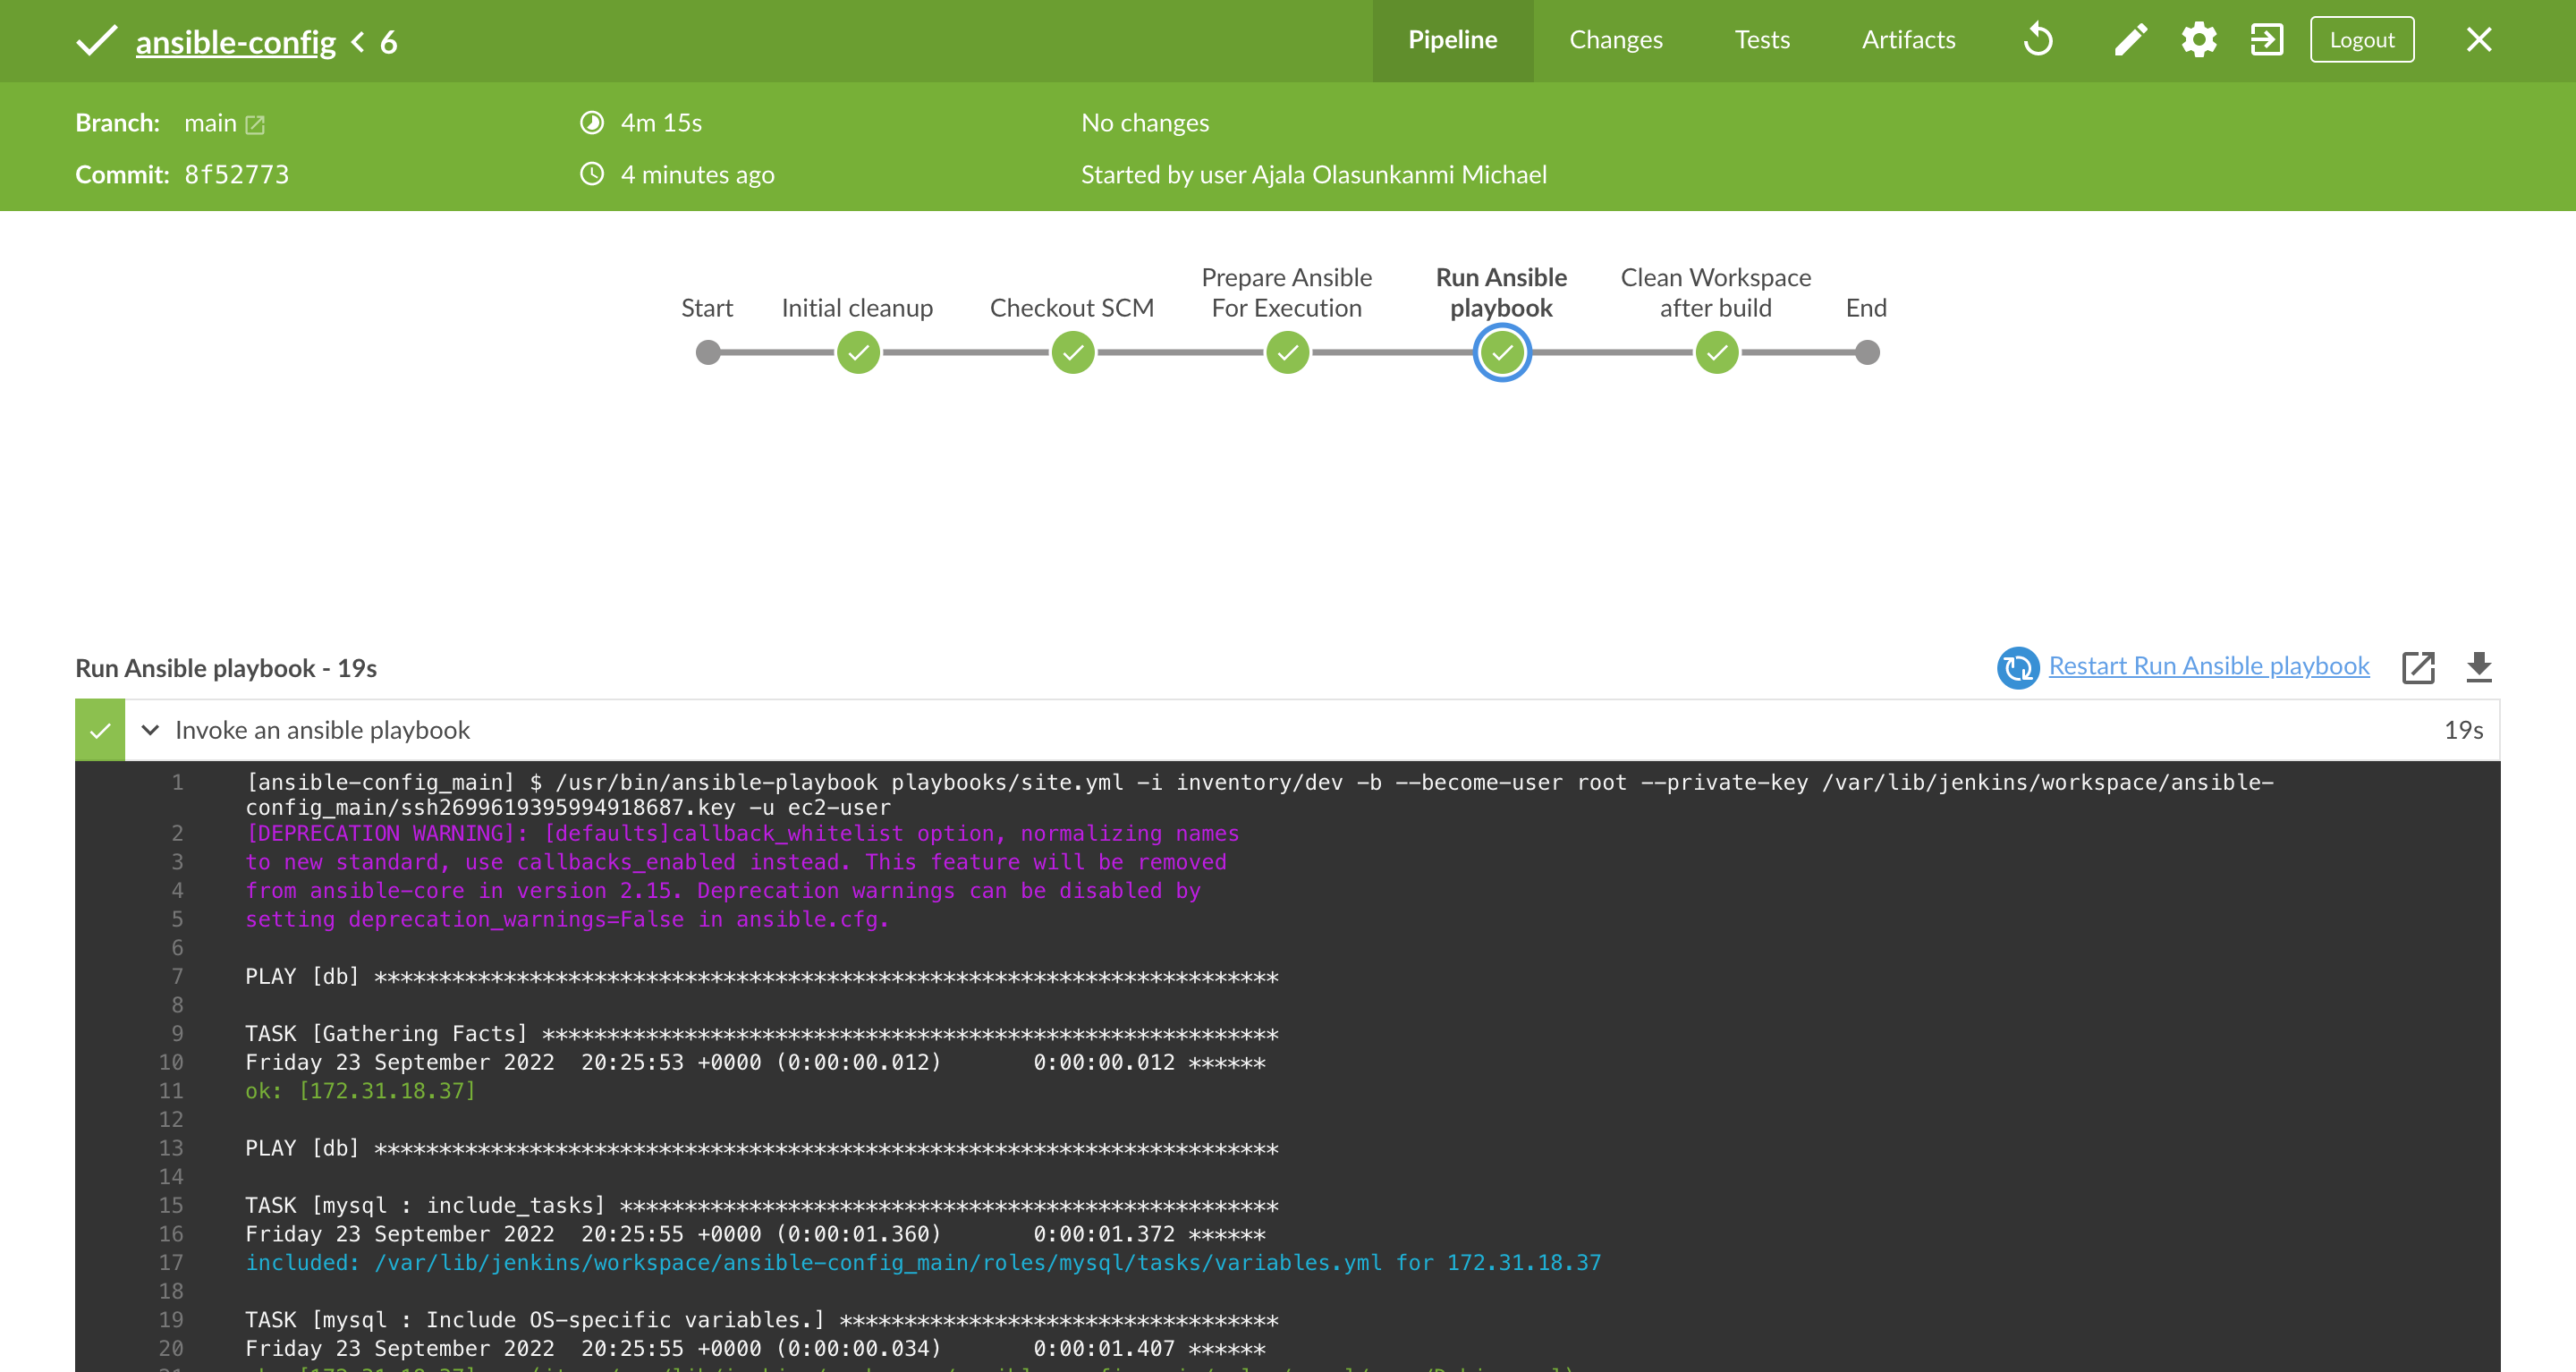 ansible-config < 6
Pipeline
Changes
Tests
Artifacts
Logout
Branch: main
4m 15s
No changes
Commit: 8f52773
4 minutes ago
Started by user Ajala Olasunkanmi Michael
Start
Initial cleanup
Checkout SCM
Prepare Ansible
For Execution
Run Ansible
playbook
Clean Workspace
after build
End
Run Ansible playbook - 19s
Restart Run Ansible playbook
Invoke an ansible playbook
19s
1 [ansible-config_main] $ /usr/bin/ansible-playbook playbooks/site.yml -i inventory/dev -b --become-user root --private-key /var/lib/jenkins/workspace/ansible-
config_main/ssh2699619395994918687.key -u ec2-user
2 [DEPRECATION WARNING]: [defaults]callback_whitelist option, normalizing names
3 to new standard, use callbacks_enabled instead. This feature will be removed
4 from ansible-core in version 2.15. Deprecation warnings can be disabled by
5 setting deprecation_warnings=False in ansible.cfg.
6
7 PLAY [db] **********************************************************************
8
9 TASK [Gathering Facts] *********************************************************
10 Friday 23 September 2022  20:25:53 +0000 (0:00:00.012)       0:00:00.012 ******
11 ok: [172.31.18.37]
12
13 PLAY [db] **********************************************************************
14
15 TASK [mysql : include_tasks] ***************************************************
16 Friday 23 September 2022  20:25:55 +0000 (0:00:01.360)       0:00:01.372 ******
17 included: /var/lib/jenkins/workspace/ansible-config_main/roles/mysql/tasks/variables.yml for 172.31.18.37
18
19 TASK [mysql : Include OS-specific variables.] **********************************
20 Friday 23 September 2022  20:25:55 +0000 (0:00:00.034)       0:00:01.407 ******